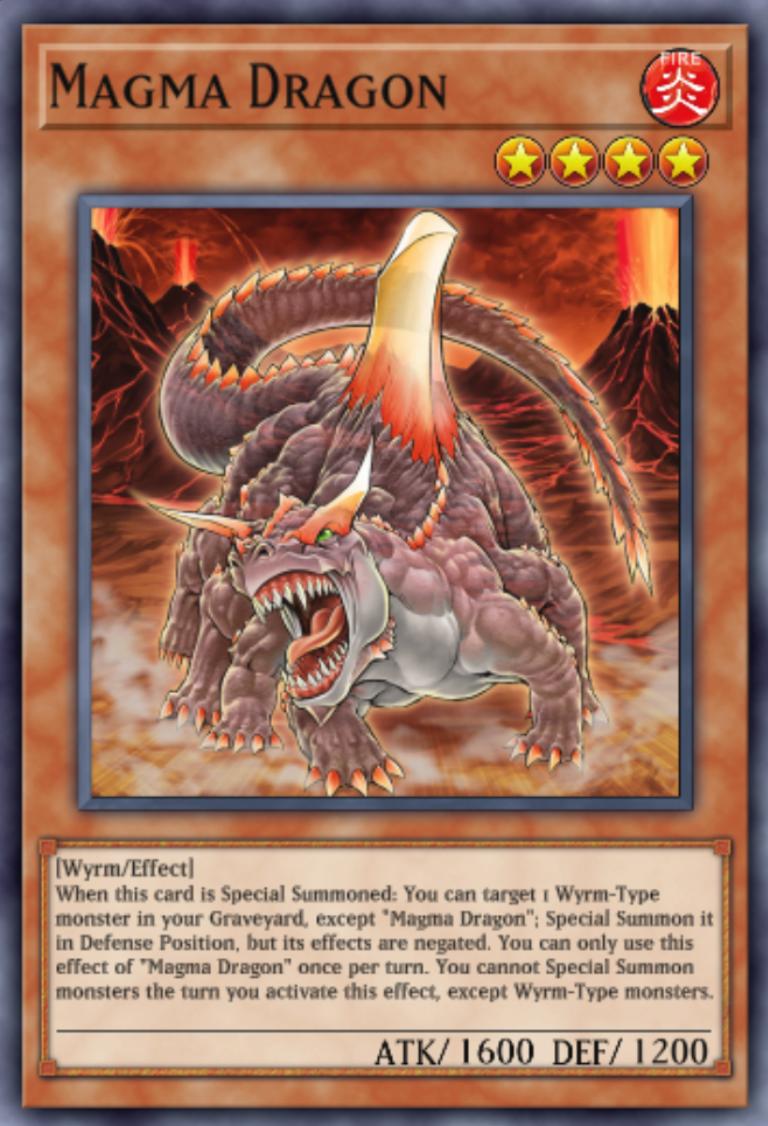 Magma Dragon
FIRE
炎
[Wyrm/Effect]
When this card is Special Summoned: You can target 1 Wyrm-Type
monster in your Graveyard, except "Magma Dragon"; Special Summon it
in Defense Position, but its effects are negated. You can only use this
effect of "Magma Dragon" once per turn. You cannot Special Summon
monsters the turn you activate this effect, except Wyrm-Type monsters.
ATK/ 1600 DEF/ 1200